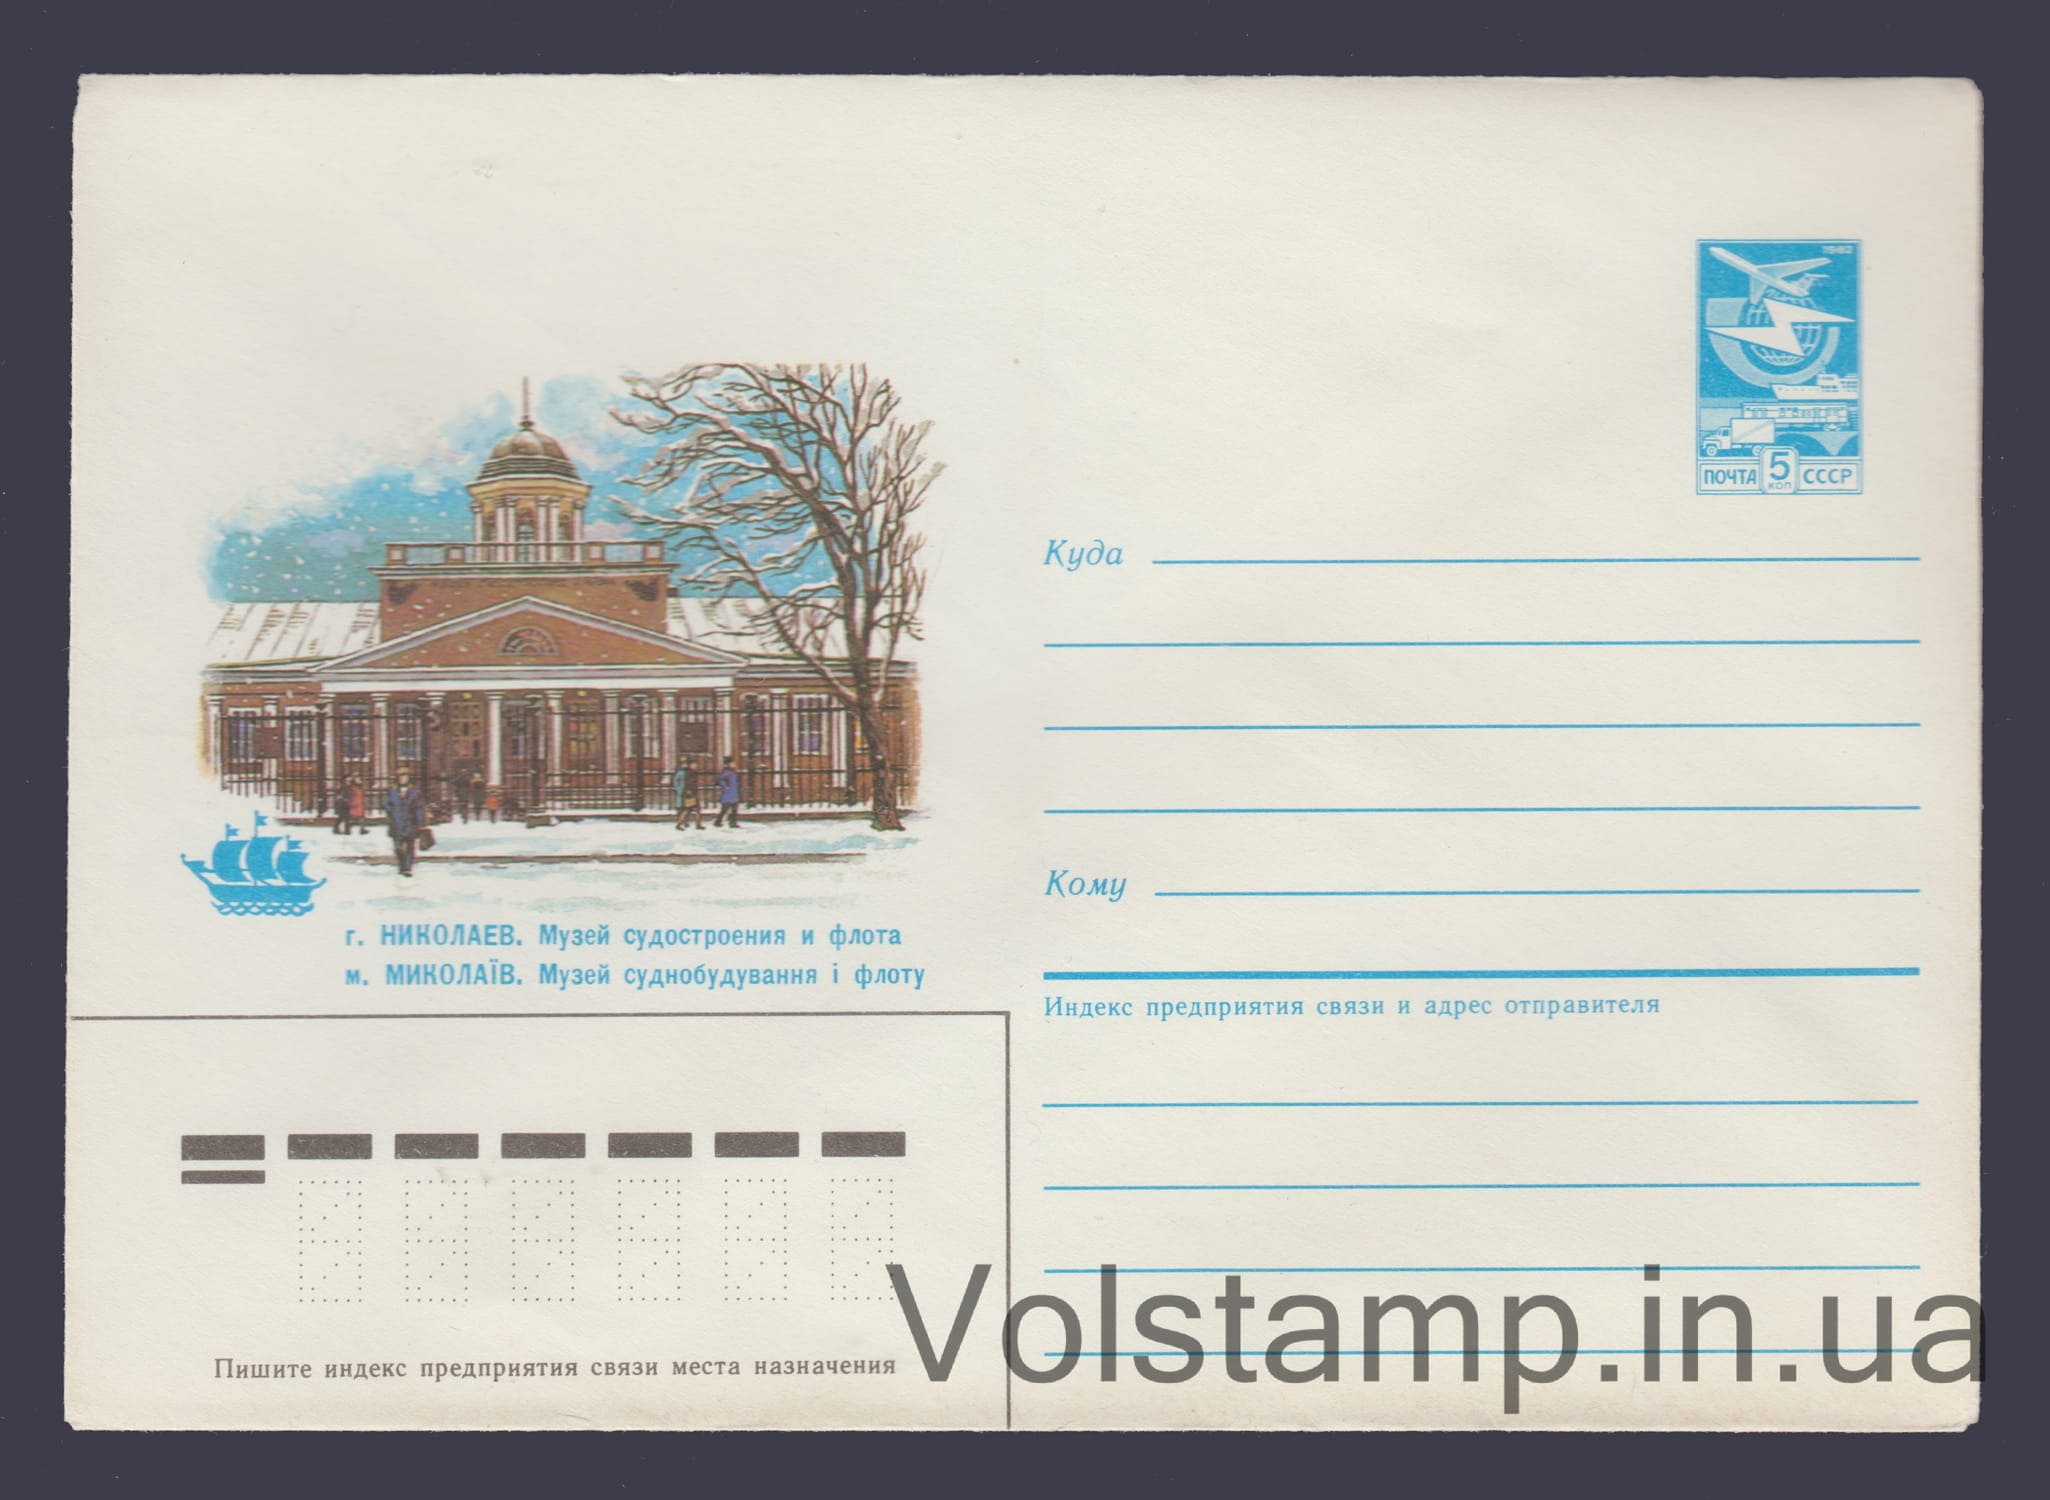 1982
ПОЧТА 5 КОП СССР
Куда
Кому
г. НИКОЛАЕВ. Музей судостроения и флота
м. МИКОЛАЇВ. Музей суднобудування і флоту
Индекс предприятия связи и адрес отправителя
Пишите индекс предприятия связи места назначения
Volstamp.in.ua